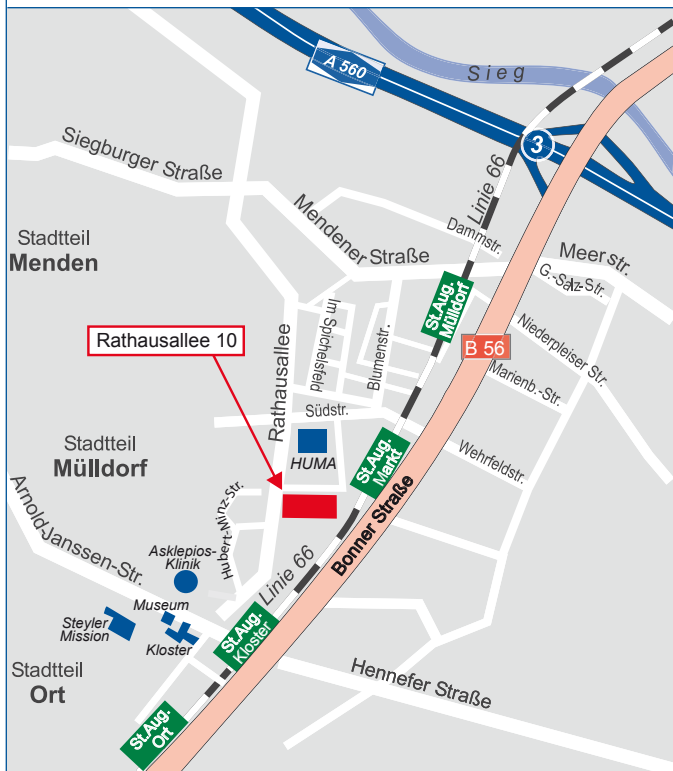 A 560
Sieg
3
Siegburger Straße
Linie 66
Mendener Straße
Dammstr.
Meerstr.
G.-Salz-Str.
Stadtteil
Menden
St.Aug.
Mülldorf
Rathausallee 10
Rathausallee
Im Spichelsfeld
Blumenstr.
B 56
Niederpleiser Str.
Marienb.-Str.
Südstr.
HUMA
St.Aug.
Markt
Wehrfeldstr.
Stadtteil
Mülldorf
Arnold-Janssen-Str.
Hubert-Minz-Str.
Bonner Straße
Asklepios-
Klinik
Linie 66
Museum
Steyler
Mission
Kloster
St.Aug.
Kloster
Stadtteil
Ort
Hennefer Straße
St.Aug.
Ort